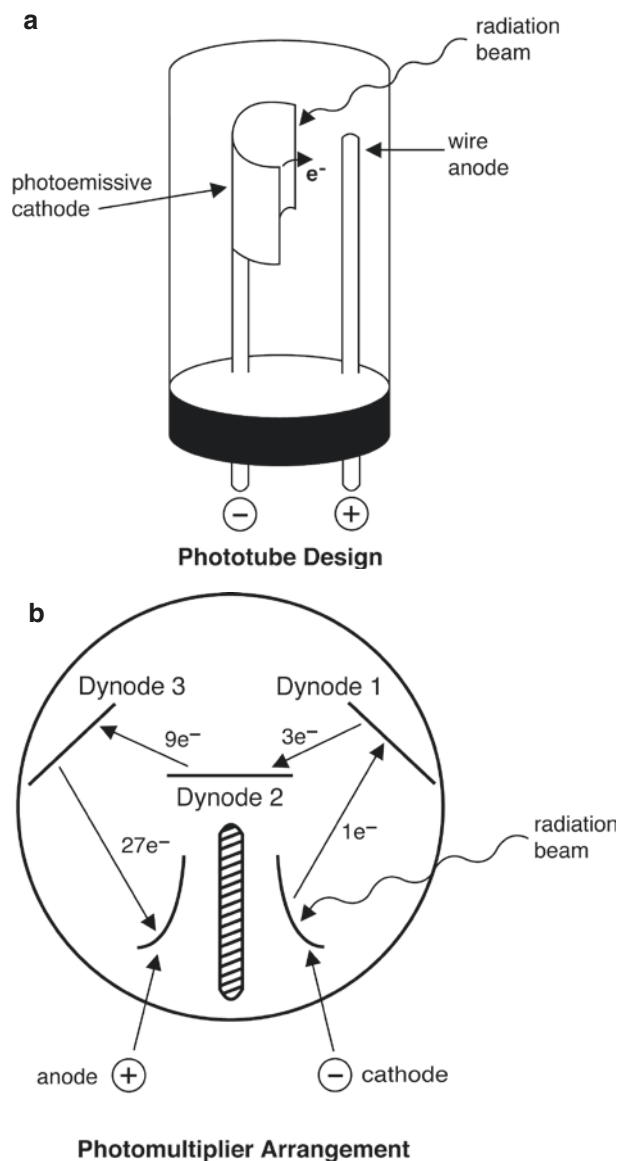 a
radiation
beam
wire
anode
photoemissive
cathode
e-
−
+
Phototube Design
b
Dynode 3
Dynode 1
9e−
3e−
Dynode 2
27e−
1e−
radiation
beam
anode +
− cathode
Photomultiplier Arrangement